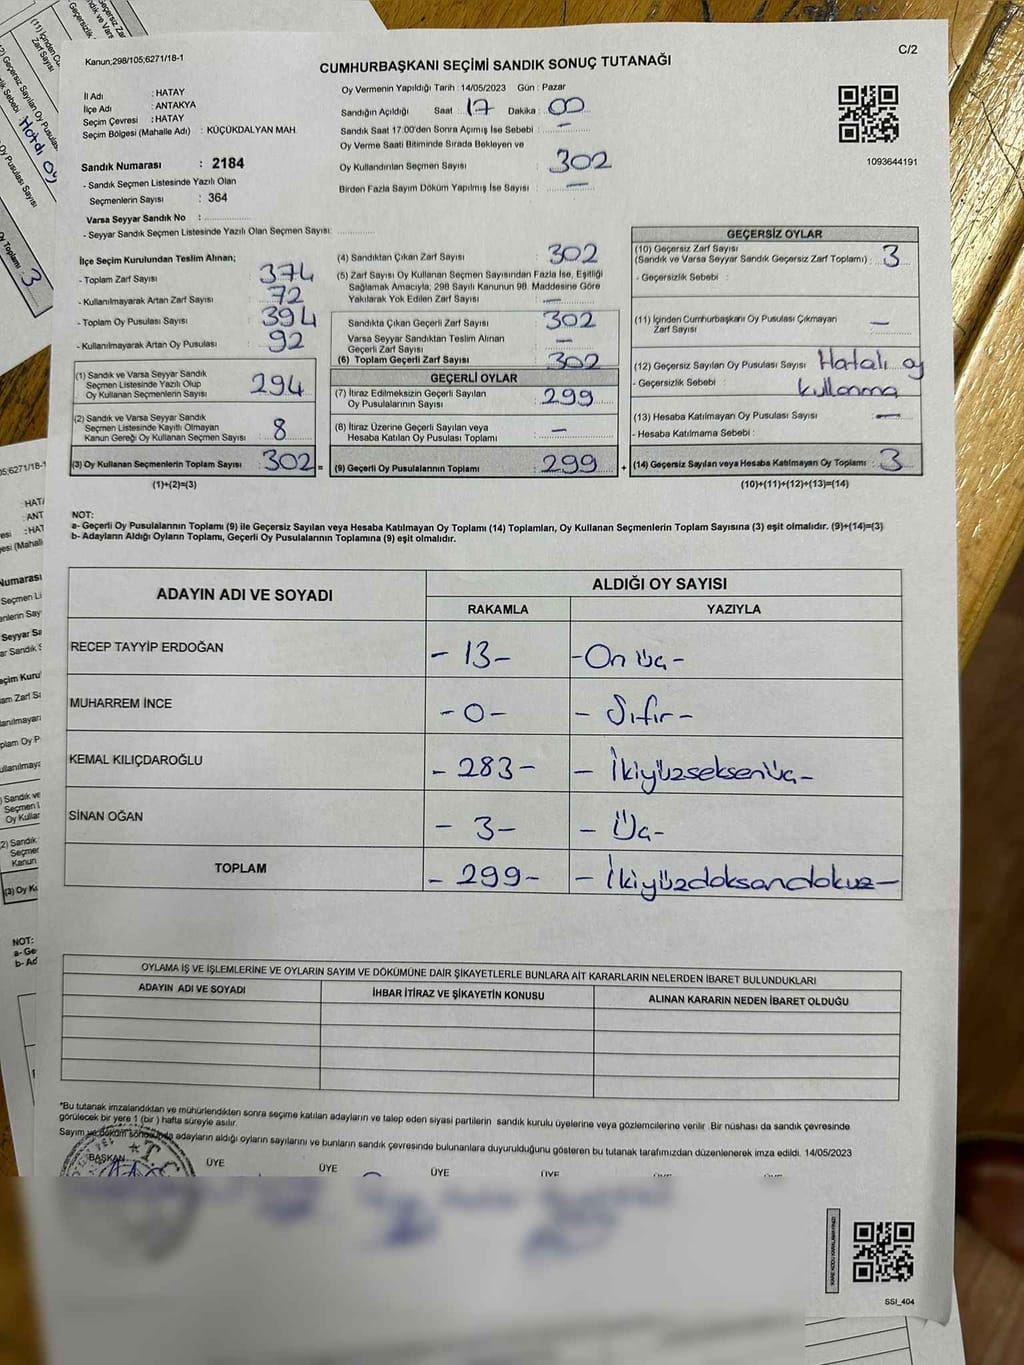 Kanun;298/105;6271/18-1
C/2
CUMHURBAŞKANI SEÇİMİ SANDIK SONUÇ TUTANAĞI
İl Adı : HATAY
İlçe Adı : ANTAKYA
Seçim Çevresi : HATAY
Seçim Bölgesi (Mahalle Adı) : KÜÇÜKDALYAN MAH.
Sandık Numarası : 2184
- Sandık Seçmen Listesinde Yazılı Olan
Seçmenlerin Sayısı : 364
Varsa Seyyar Sandık No :
- Seyyar Sandık Seçmen Listesinde Yazılı Olan Seçmen Sayısı:
Oy Vermenin Yapıldığı Tarih : 14/05/2023 Gün : Pazar
Sandığın Açıldığı Saat : 17 Dakika : 00
Sandık Saat 17:00'den Sonra Açımış İse Sebebi : —
Oy Verme Saati Bitiminde Sırada Bekleyen ve
Oy Kullandırılan Seçmen Sayısı : 302
Birden Fazla Sayım Döküm Yapılmış İse Sayısı : —
1093644191
İlçe Seçim Kurulundan Teslim Alınan;
- Toplam Zarf Sayısı : 374
- Kullanılmayarak Artan Zarf Sayısı : 72
- Toplam Oy Pusulası Sayısı : 394
- Kullanılmayarak Artan Oy Pusulası : 92
(1) Sandık ve Varsa Seyyar Sandık
Seçmen Listesinde Yazılı Olup
Oy Kullanan Seçmenlerin Sayısı : 294
(2) Sandık ve Varsa Seyyar Sandık
Seçmen Listesinde Kayıtlı Olmayan
Kanun Gereği Oy Kullanan Seçmen Sayısı : 8
(3) Oy Kullanan Seçmenlerin Toplam Sayısı : 302 =
(1)+(2)=(3)
(4) Sandıktan Çıkan Zarf Sayısı : 302
(5) Zarf Sayısı Oy Kullanan Seçmen Sayısından Fazla İse, Eşitliği
Sağlamak Amacıyla; 298 Sayılı Kanunun 98. Maddesine Göre
Yakılarak Yok Edilen Zarf Sayısı : —
Sandıkta Çıkan Geçerli Zarf Sayısı : 302
Varsa Seyyar Sandıktan Teslim Alınan
Geçerli Zarf Sayısı : —
(6) Toplam Geçerli Zarf Sayısı : 302
GEÇERLİ OYLAR
(7) İtiraz Edilmeksizin Geçerli Sayılan
Oy Pusulalarının Sayısı : 299
(8) İtiraz Üzerine Geçerli Sayılan veya
Hesaba Katılan Oy Pusulası Toplamı : —
(9) Geçerli Oy Pusulalarının Toplamı : 299 +
GEÇERSİZ OYLAR
(10) Geçersiz Zarf Sayısı
(Sandık ve Varsa Seyyar Sandık Geçersiz Zarf Toplamı) : 3
- Geçersizlik Sebebi :
(11) İçinden Cumhurbaşkanı Oy Pusulası Çıkmayan
Zarf Sayısı : —
(12) Geçersiz Sayılan Oy Pusulası Sayısı : Hatalı oy
- Geçersizlik Sebebi : kullanma
(13) Hesaba Katılmayan Oy Pusulası Sayısı : —
- Hesaba Katılmama Sebebi :
(14) Geçersiz Sayılan veya Hesaba Katılmayan Oy Toplamı : 3
(10)+(11)+(12)+(13)=(14)
NOT:
a- Geçerli Oy Pusulalarının Toplamı (9) ile Geçersiz Sayılan veya Hesaba Katılmayan Oy Toplamı (14) Toplamları, Oy Kullanan Seçmenlerin Toplam Sayısına (3) eşit olmalıdır. (9)+(14)=(3)
b- Adayların Aldığı Oyların Toplamı, Geçerli Oy Pusulalarının Toplamına (9) eşit olmalıdır.
ADAYIN ADI VE SOYADI
ALDIĞI OY SAYISI
RAKAMLA YAZIYLA
RECEP TAYYİP ERDOĞAN - 13 - - On üç -
MUHARREM İNCE - 0 - - Sıfır -
KEMAL KILIÇDAROĞLU - 283 - - İkiyüzseksenüç -
SİNAN OĞAN - 3 - - Üç -
TOPLAM - 299 - - İkiyüzdoksandokuz -
OYLAMA İŞ VE İŞLEMLERİNE VE OYLARIN SAYIM VE DÖKÜMÜNE DAİR ŞİKAYETLERLE BUNLARA AİT KARARLARIN NELERDEN İBARET BULUNDUKLARI
ADAYIN ADI VE SOYADI İHBAR İTİRAZ VE ŞİKAYETİN KONUSU ALINAN KARARIN NEDEN İBARET OLDUĞU
*Bu tutanak imzalandıktan ve mühürlendikten sonra seçime katılan adayların ve talep eden siyasi partilerin sandık kurulu üyelerine veya gözlemcilerine verilir. Bir nüshası da sandık çevresinde
görülecek bir yere 1 (bir) hafta süreyle asılır.
Sayım ve döküm sonucunda adayların aldığı oyların sayılarını ve bunların sandık çevresinde bulunanlara duyurulduğunu gösteren bu tutanak tarafımızdan düzenlenerek imza edildi. 14/05/2023
BAŞKAN ÜYE ÜYE ÜYE ÜYE
SSI_404